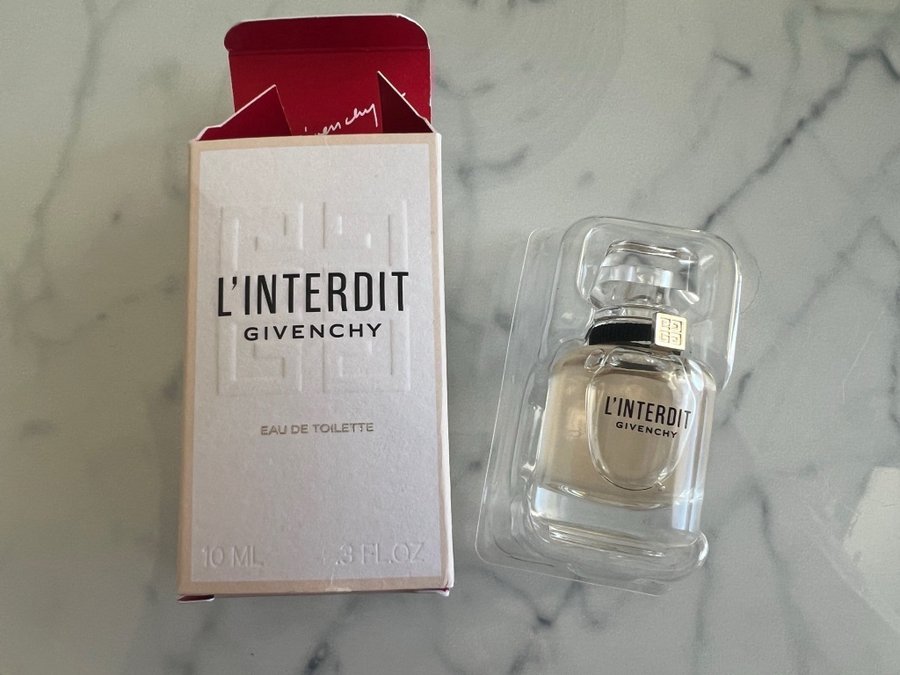 L'INTERDIT
GIVENCHY
EAU DE TOILETTE
10 ML .3 FL.OZ
L'INTERDIT
GIVENCHY